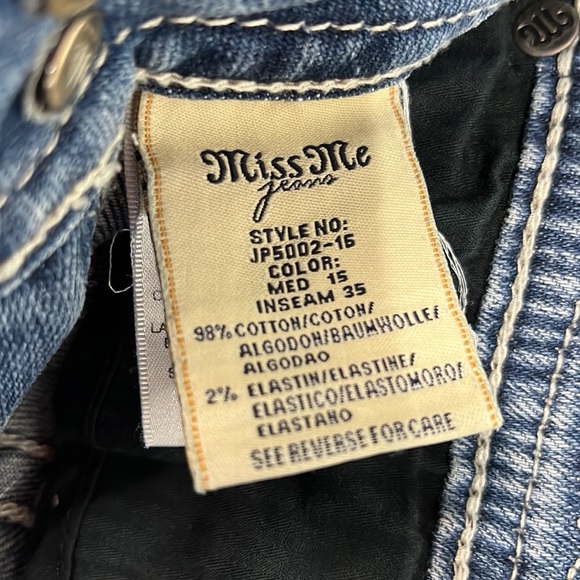 Miss Me
jeans
STYLE NO:
JP5002-16
COLOR:
MED 15
INSEAM 35
98% COTTON/COTON/
ALGODON/BAUMWOLLE/
ALGODAO
2% ELASTIN/ELASTINE/
ELASTICO/ELASTOMORO/
ELASTANO
SEE REVERSE FOR CARE